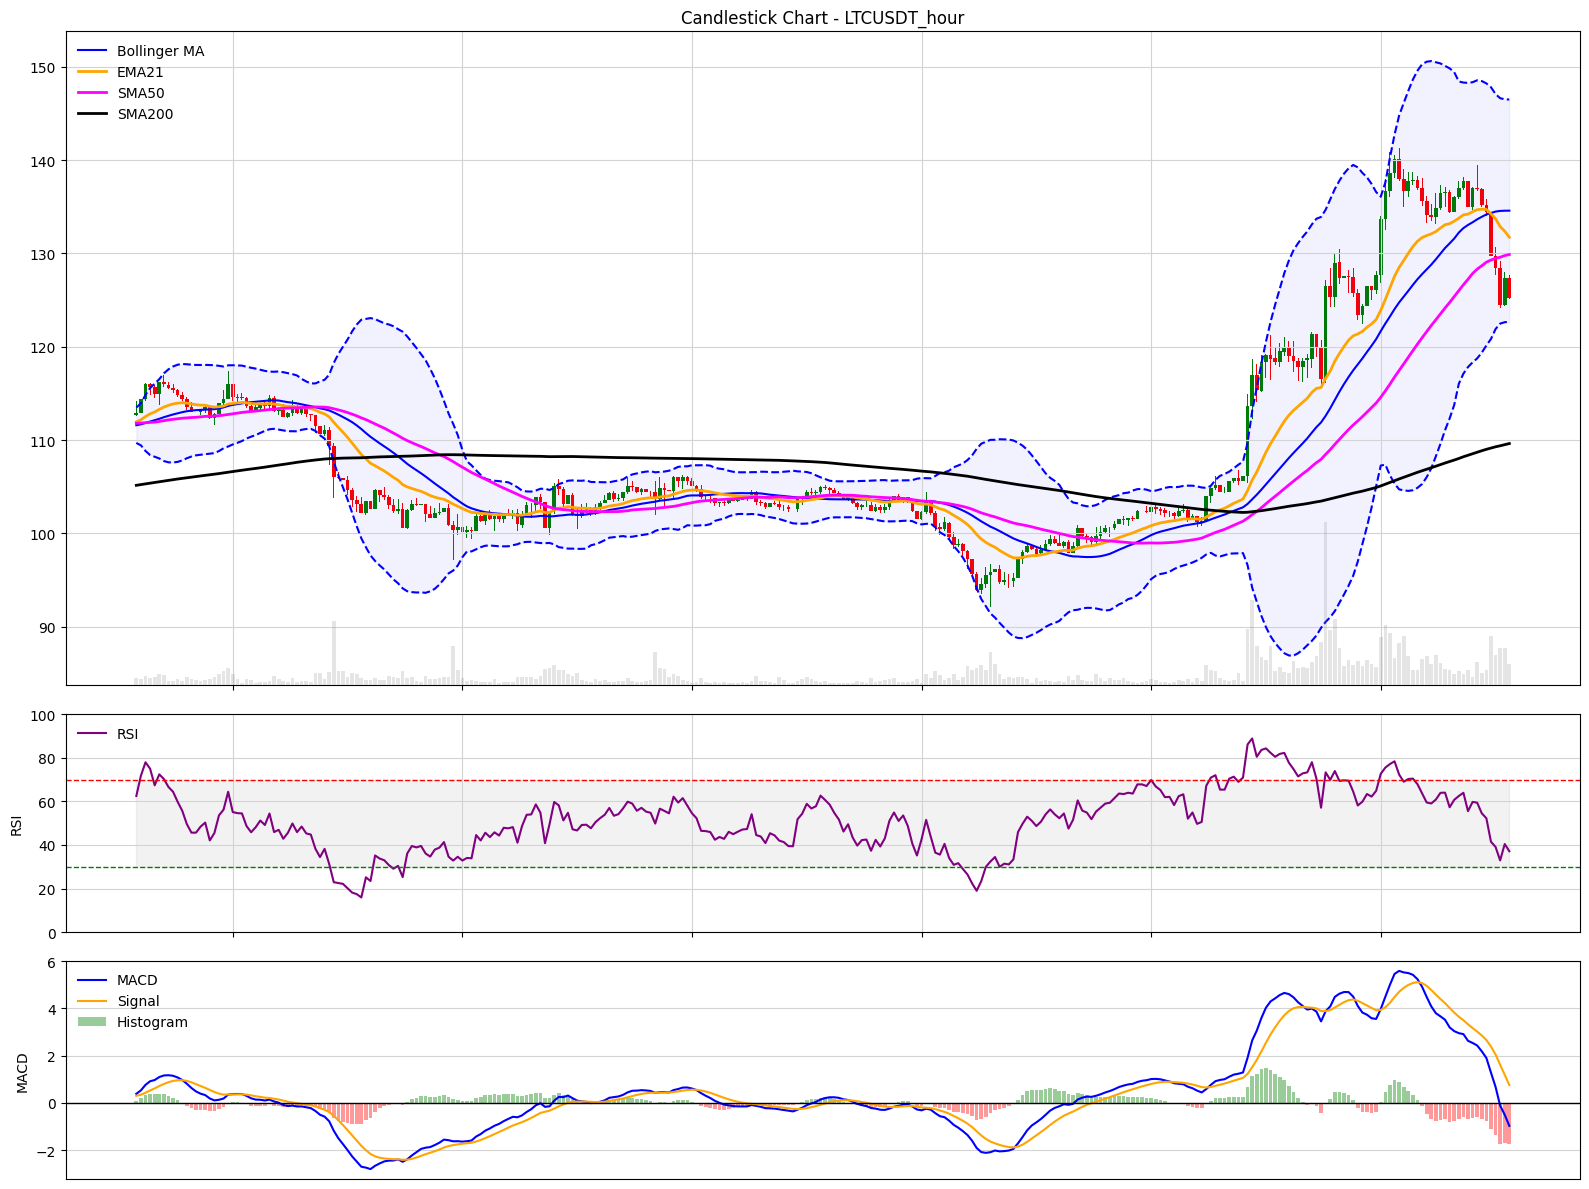 Candlestick Chart - LTCUSDT_hour
Bollinger MA
EMA21
SMA50
SMA200
150
140
130
120
110
100
90
RSI
RSI
100
80
60
40
20
0
MACD
Signal
Histogram
MACD
6
4
2
0
−2